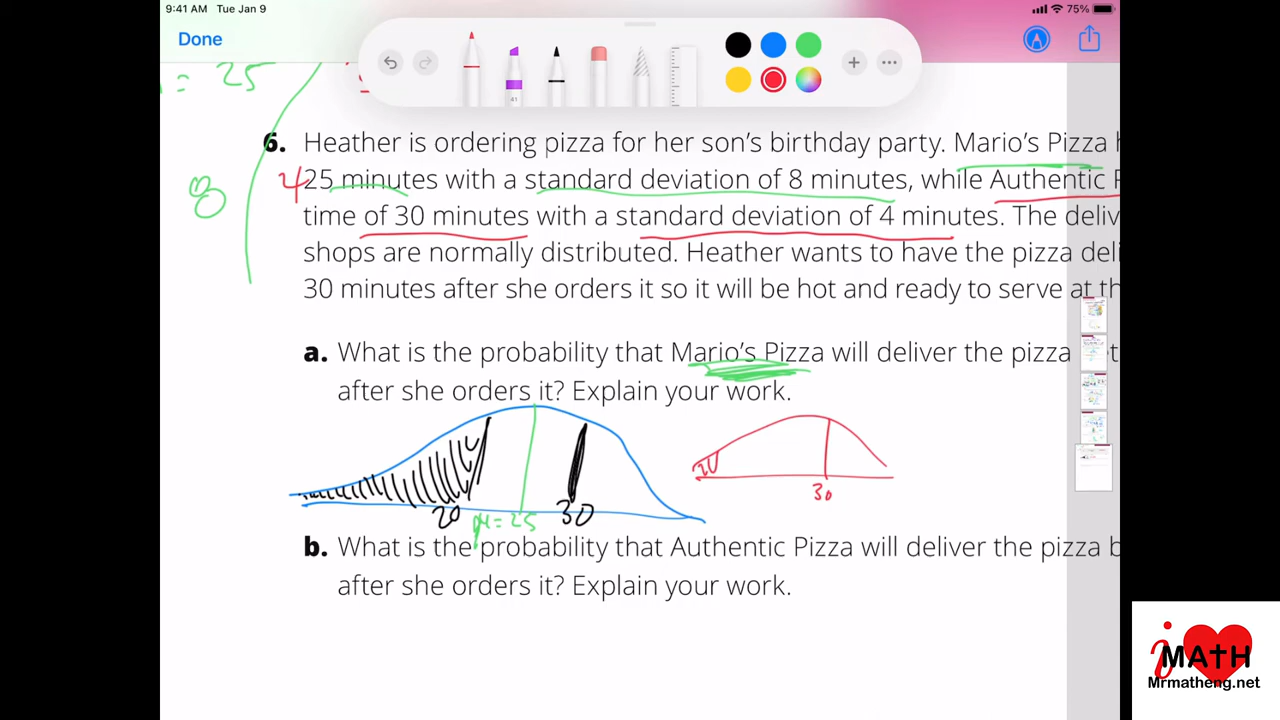 9:41 AM Tue Jan 9
75%
Done
= 25
41
6. Heather is ordering pizza for her son's birthday party. Mario's Pizza
8
4
25 minutes with a standard deviation of 8 minutes, while Authentic
time of 30 minutes with a standard deviation of 4 minutes. The
shops are normally distributed. Heather wants to have the pizza
30 minutes after she orders it so it will be hot and ready to serve at
a. What is the probability that Mario's Pizza will deliver the pizza
after she orders it? Explain your work.
20 μ = 25 30
30
b. What is the probability that Authentic Pizza will deliver the pizza
after she orders it? Explain your work.
i
MATH
Mrmatheng.net